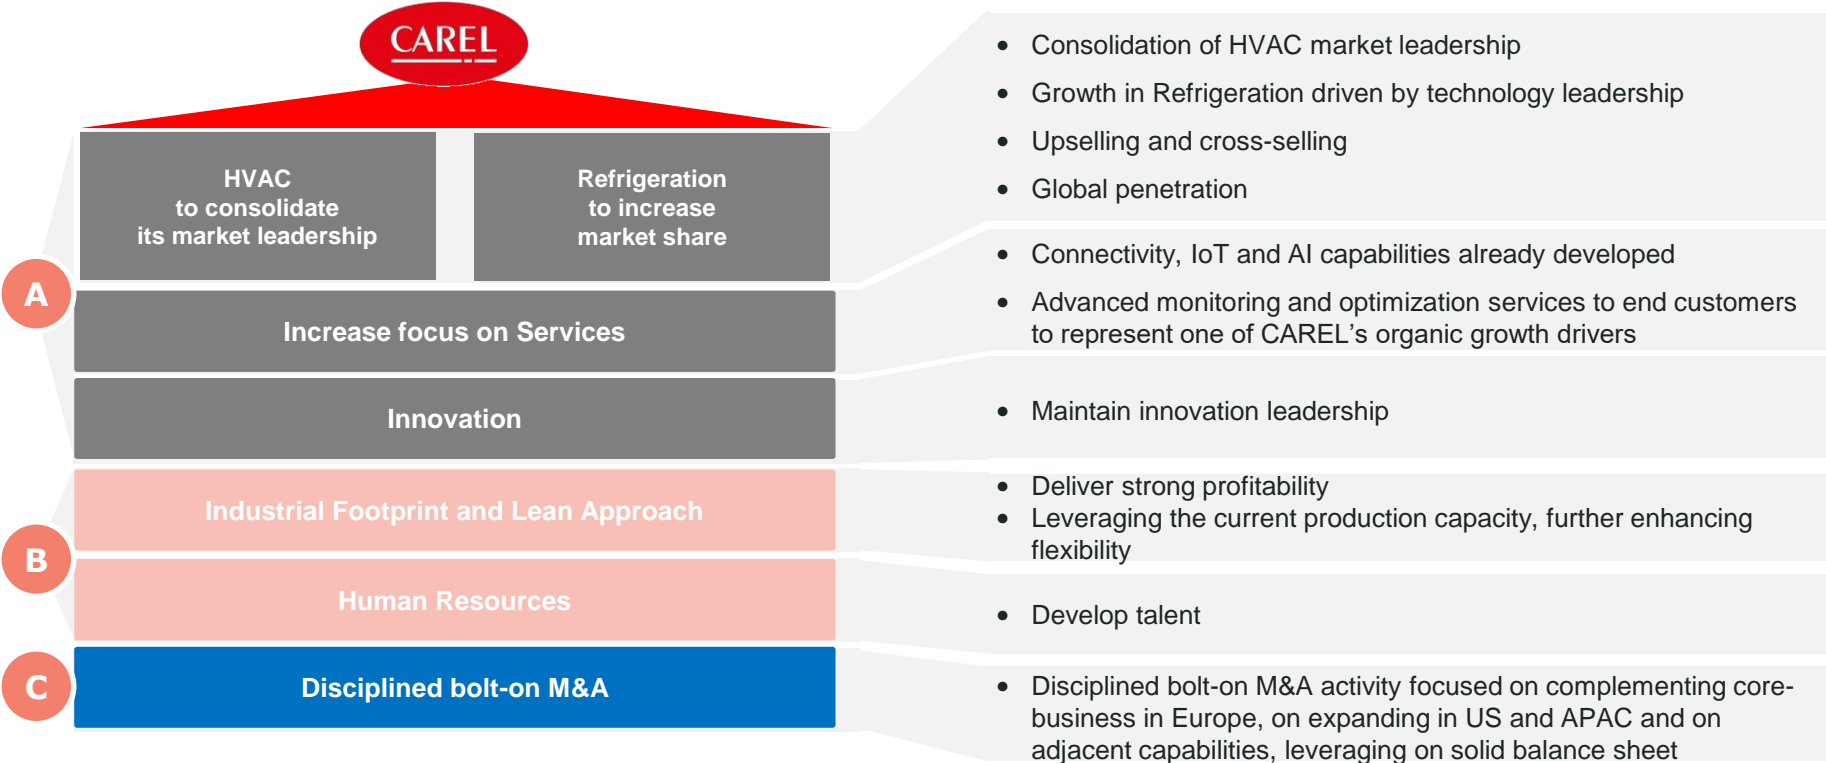 CAREL
HVAC
to consolidate
its market leadership
Refrigeration
to increase
market share
Increase focus on Services
Innovation
Industrial Footprint and Lean Approach
Human Resources
Disciplined bolt-on M&A
A
B
C
• Consolidation of HVAC market leadership
• Growth in Refrigeration driven by technology leadership
• Upselling and cross-selling
• Global penetration
• Connectivity, IoT and AI capabilities already developed
• Advanced monitoring and optimization services to end customers
to represent one of CAREL’s organic growth drivers
• Maintain innovation leadership
• Deliver strong profitability
• Leveraging the current production capacity, further enhancing
flexibility
• Develop talent
• Disciplined bolt-on M&A activity focused on complementing core-
business in Europe, on expanding in US and APAC and on
adjacent capabilities, leveraging on solid balance sheet